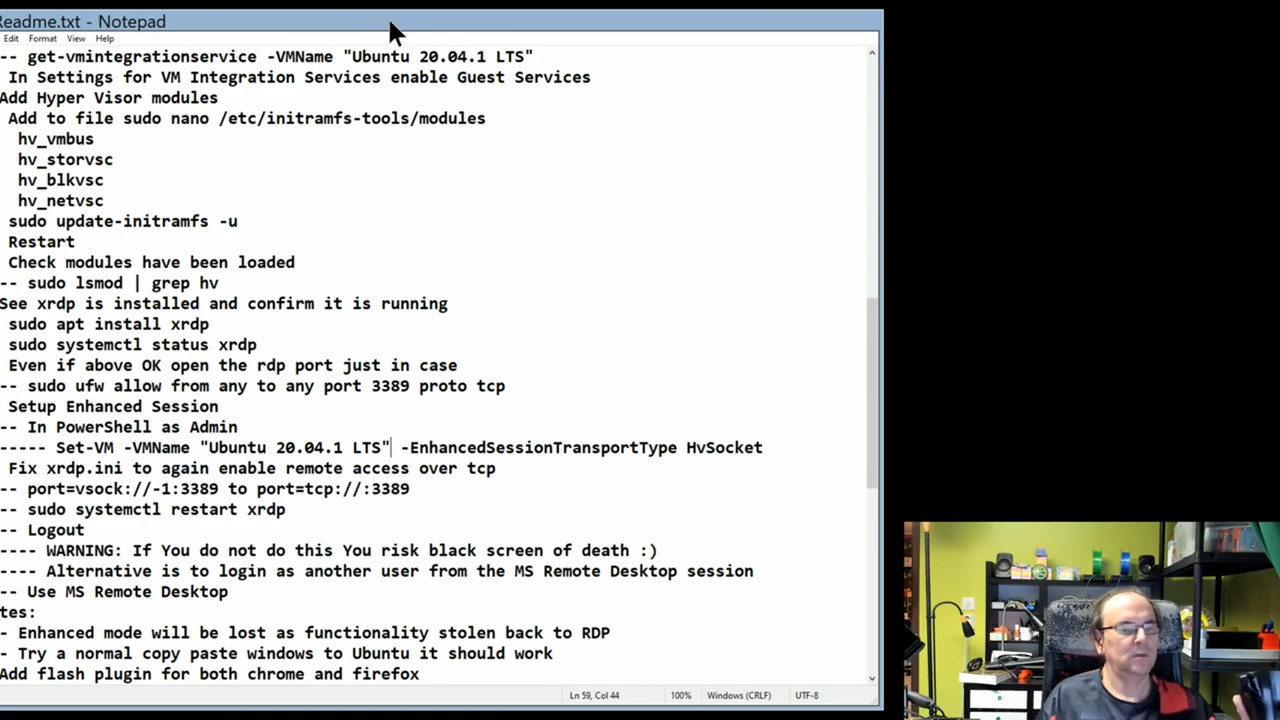 Readme.txt - Notepad
Edit Format View Help
-- get-vmintegrationservice -VMName "Ubuntu 20.04.1 LTS"
In Settings for VM Integration Services enable Guest Services
Add Hyper Visor modules
Add to file sudo nano /etc/initramfs-tools/modules
hv_vmbus
hv_storvsc
hv_blkvsc
hv_netvsc
sudo update-initramfs -u
Restart
Check modules have been loaded
-- sudo lsmod | grep hv
See xrdp is installed and confirm it is running
sudo apt install xrdp
sudo systemctl status xrdp
Even if above OK open the rdp port just in case
-- sudo ufw allow from any to any port 3389 proto tcp
Setup Enhanced Session
-- In PowerShell as Admin
----- Set-VM -VMName "Ubuntu 20.04.1 LTS" -EnhancedSessionTransportType HvSocket
Fix xrdp.ini to again enable remote access over tcp
-- port=vsock://-1:3389 to port=tcp://:3389
-- sudo systemctl restart xrdp
-- Logout
---- WARNING: If You do not do this You risk black screen of death :)
---- Alternative is to login as another user from the MS Remote Desktop session
-- Use MS Remote Desktop
tes:
- Enhanced mode will be lost as functionality stolen back to RDP
- Try a normal copy paste windows to Ubuntu it should work
Add flash plugin for both chrome and firefox
Ln 59, Col 44 100% Windows (CRLF) UTF-8